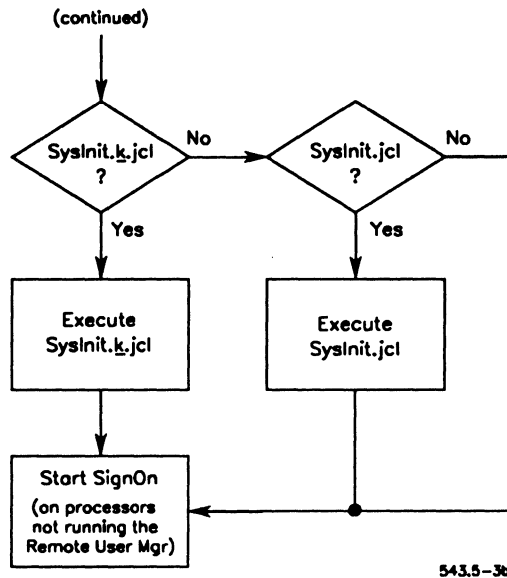 (continued)
SysInit.k.jcl
?
No
SysInit.jcl
?
No
Yes
Yes
Execute
SysInit.k.jcl
Execute
SysInit.jcl
Start SignOn
(on processors
not running the
Remote User Mgr)
543.5-3b